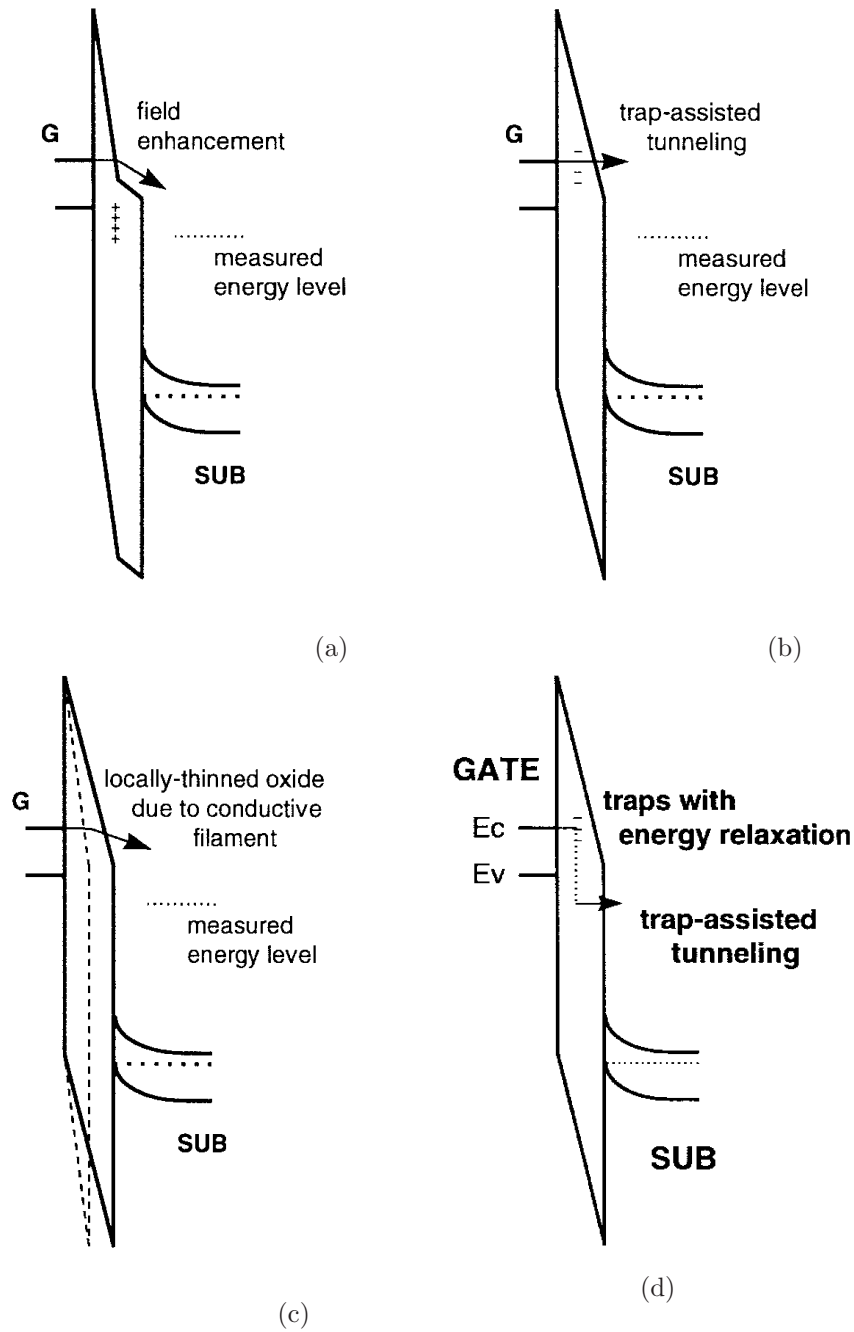 field
enhancement
G
++++
measured
energy level
SUB
(a)
trap-assisted
tunneling
G
measured
energy level
SUB
(b)
locally-thinned oxide
due to conductive
filament
G
measured
energy level
SUB
(c)
GATE
Ec
Ev
traps with
energy relaxation
trap-assisted
tunneling
SUB
(d)